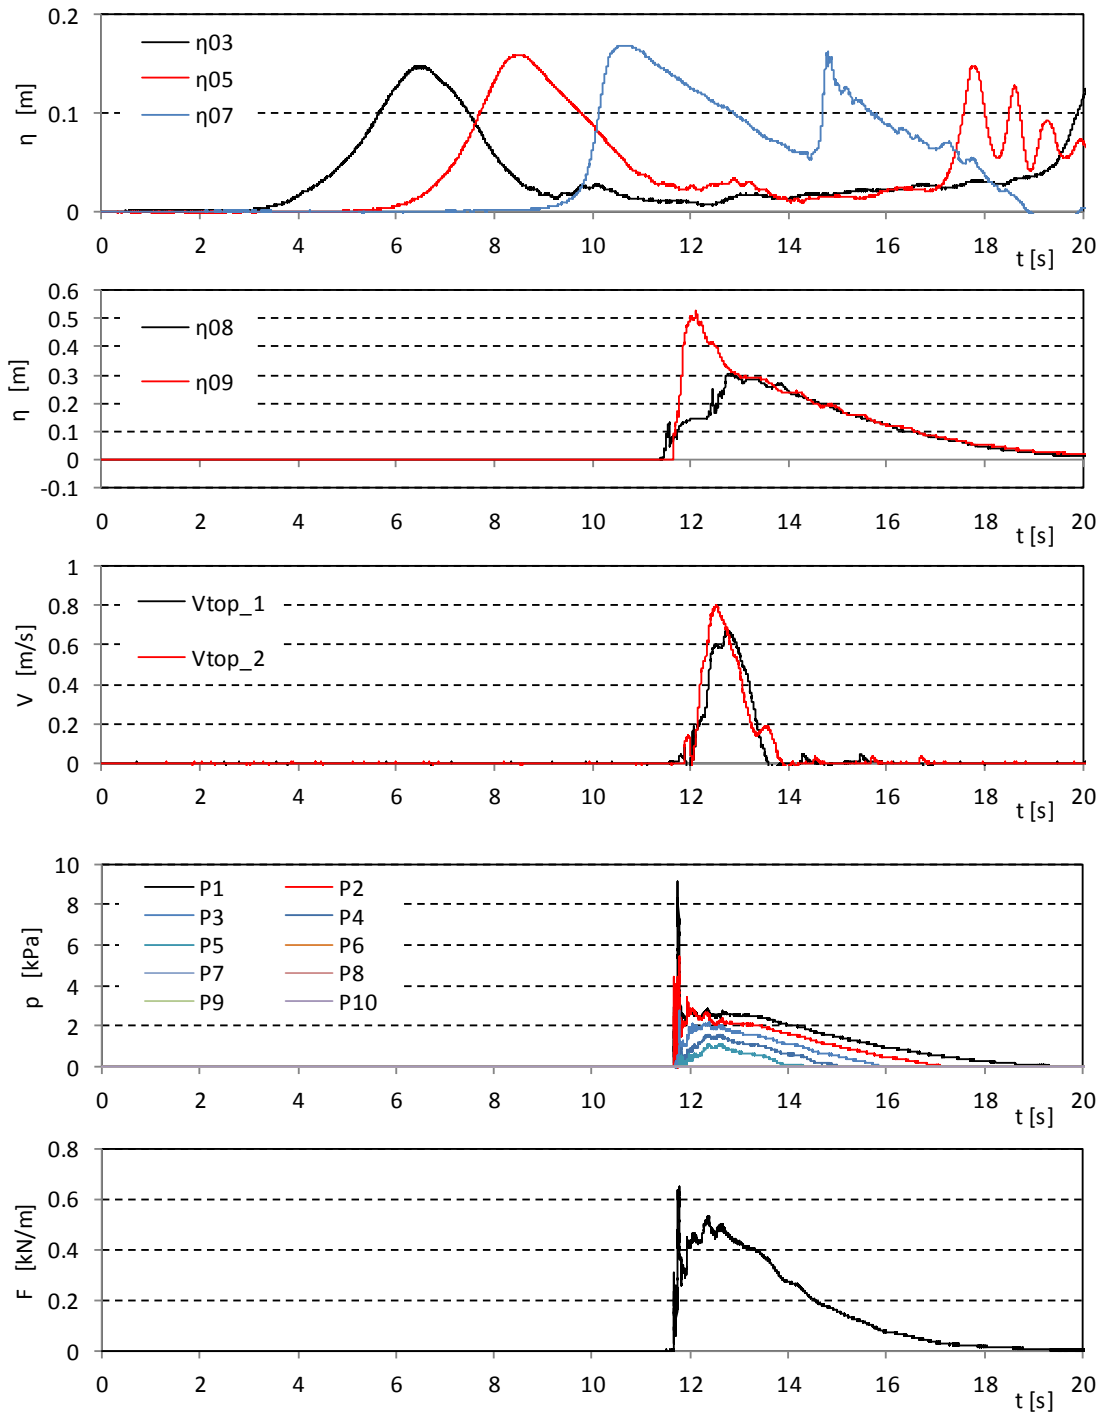 0.2
η03
η05
η07
η [m]
0.1
0
0 2 4 6 8 10 12 14 16 18 20
t [s]
0.6
0.5
η08
0.4
η [m]
0.3
η09
0.2
0.1
0
-0.1
0 2 4 6 8 10 12 14 16 18 20
t [s]
1
Vtop_1
0.8
V [m/s]
0.6
Vtop_2
0.4
0.2
0
0 2 4 6 8 10 12 14 16 18 20
t [s]
10
P1 P2
8
P3 P4
p [kPa]
6
P5 P6
4
P7 P8
2
P9 P10
0
0 2 4 6 8 10 12 14 16 18 20
t [s]
0.8
F [kN/m]
0.6
0.4
0.2
0
0 2 4 6 8 10 12 14 16 18 20
t [s]